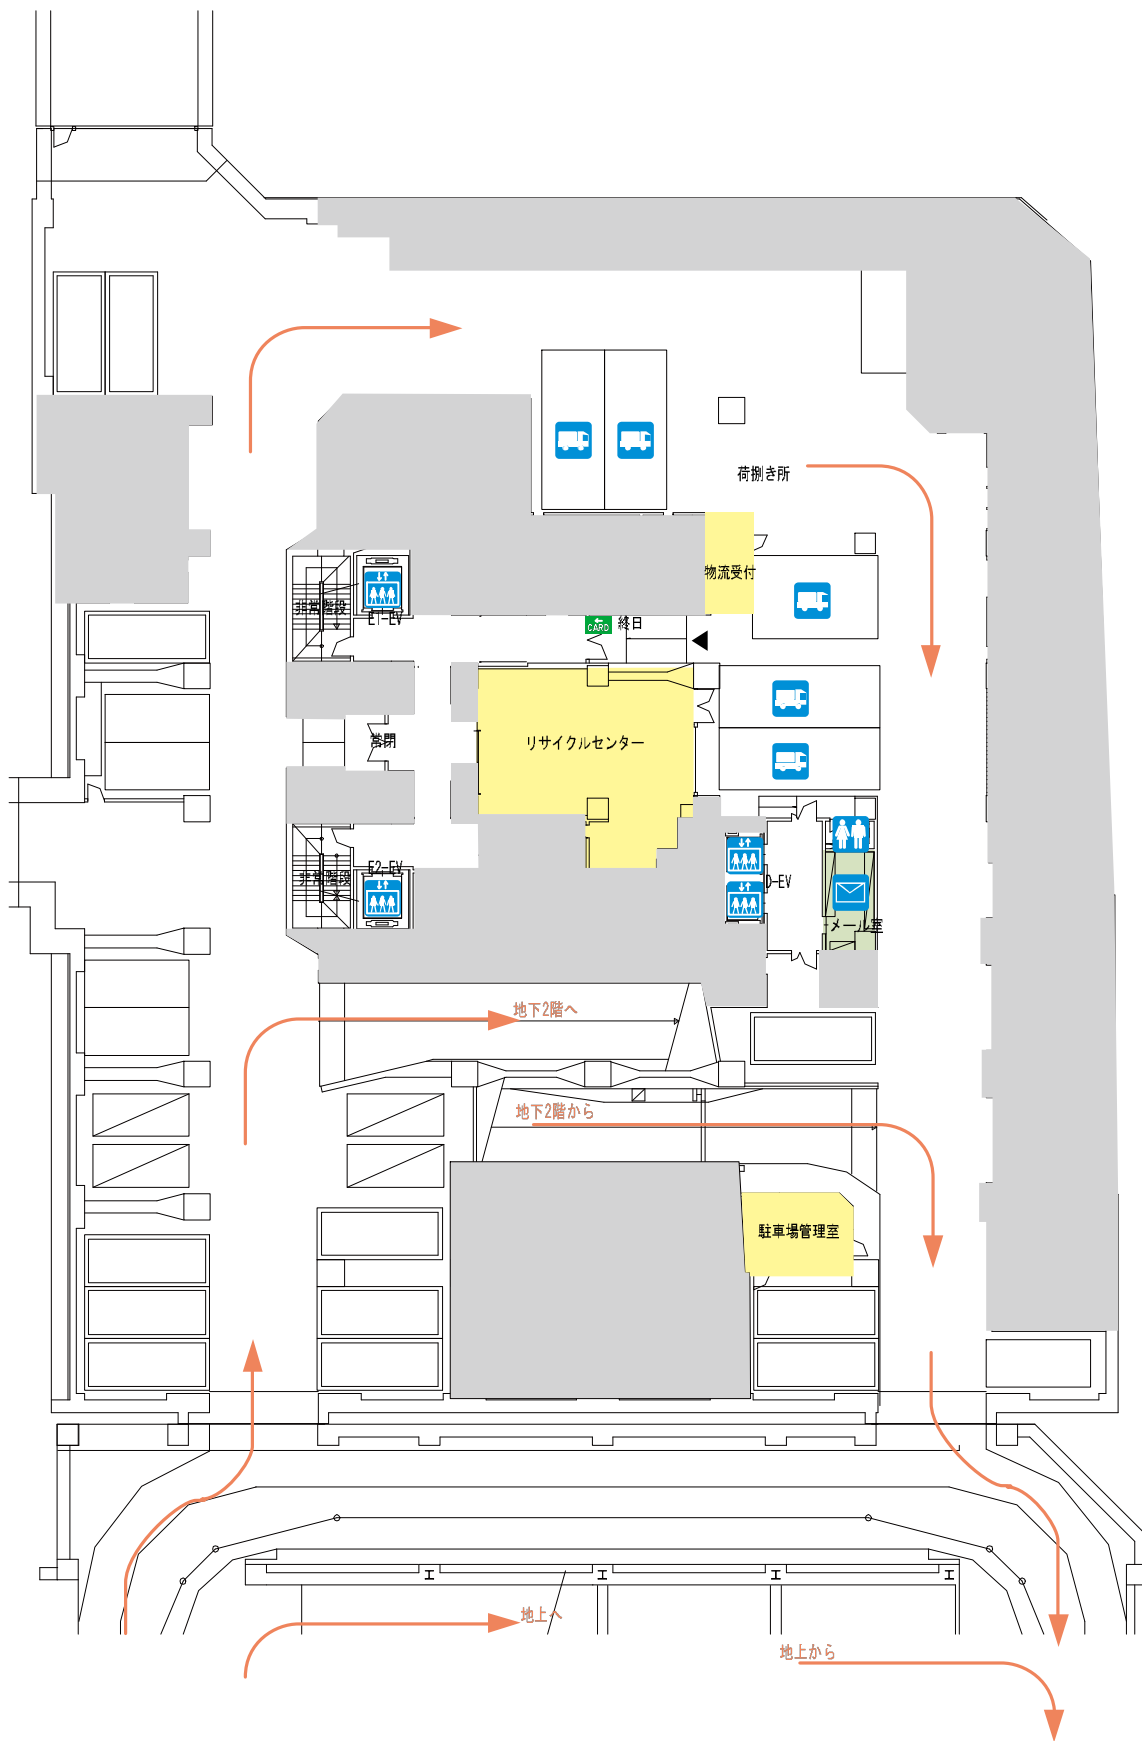 荷捌き所
物流受付
非常階段
E1-EV
CARD
終日
常閉
リサイクルセンター
E2-EV
非常階段
D-EV
メール室
地下2階へ
地下2階から
駐車場管理室
地上へ
地上から